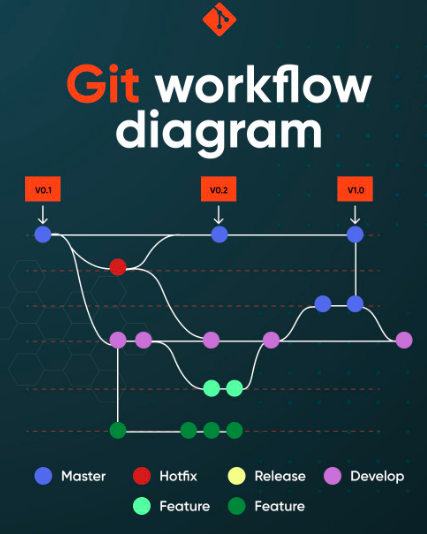 Git workflow
diagram
V0.1
V0.2
V1.0
Master
Hotfix
Release
Develop
Feature
Feature